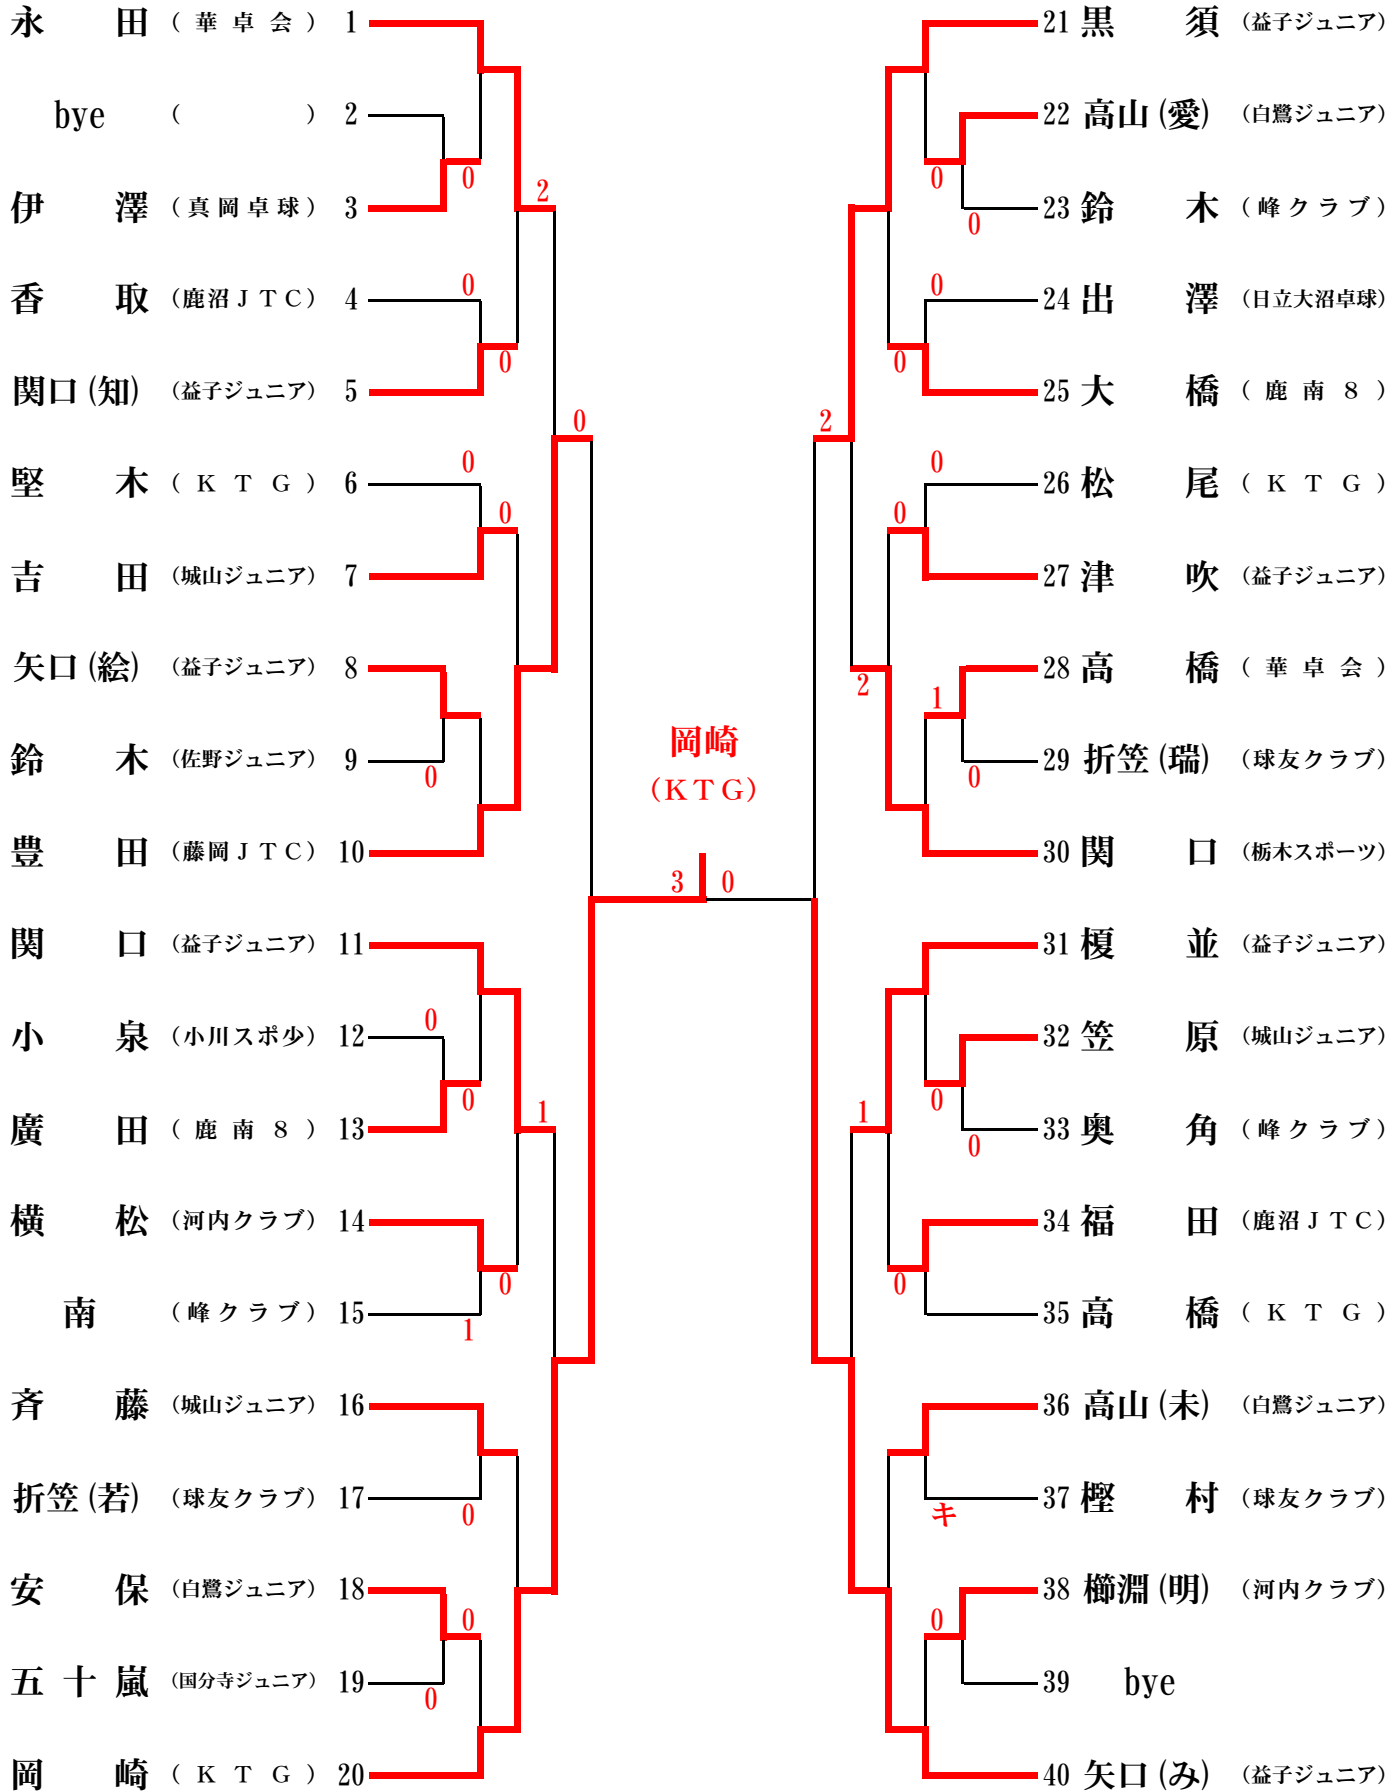 永田 (華卓会) 1
bye ( ) 2
0
伊澤 (真岡卓球) 3
2
香取 (鹿沼JTC) 4
0
関口(知) (益子ジュニア) 5
0
0
堅木 (KTG) 6
0
吉田 (城山ジュニア) 7
0
矢口(絵) (益子ジュニア) 8
鈴木 (佐野ジュニア) 9
0
豊田 (藤岡JTC) 10
関口 (益子ジュニア) 11
小泉 (小川スポ少) 12
0
廣田 (鹿南8) 13
0
1
横松 (河内クラブ) 14
0
南 (峰クラブ) 15
1
斉藤 (城山ジュニア) 16
折笠(若) (球友クラブ) 17
0
安保 (白鷺ジュニア) 18
0
五十嵐 (国分寺ジュニア) 19
0
岡崎 (KTG) 20
岡崎
(KTG)
3 0
21 黒須 (益子ジュニア)
22 高山(愛) (白鷺ジュニア)
0
23 鈴木 (峰クラブ)
0
24 出澤 (日立大沼卓球)
0
25 大橋 (鹿南8)
0
2
26 松尾 (KTG)
0
27 津吹 (益子ジュニア)
0
28 高橋 (華卓会)
2
1
29 折笠(瑞) (球友クラブ)
0
30 関口 (栃木スポーツ)
31 榎並 (益子ジュニア)
32 笠原 (城山ジュニア)
0
33 奥角 (峰クラブ)
0
1
34 福田 (鹿沼JTC)
0
35 高橋 (KTG)
36 高山(未) (白鷺ジュニア)
37 樫村 (球友クラブ)
キ
38 櫛淵(明) (河内クラブ)
0
39 bye
40 矢口(み) (益子ジュニア)